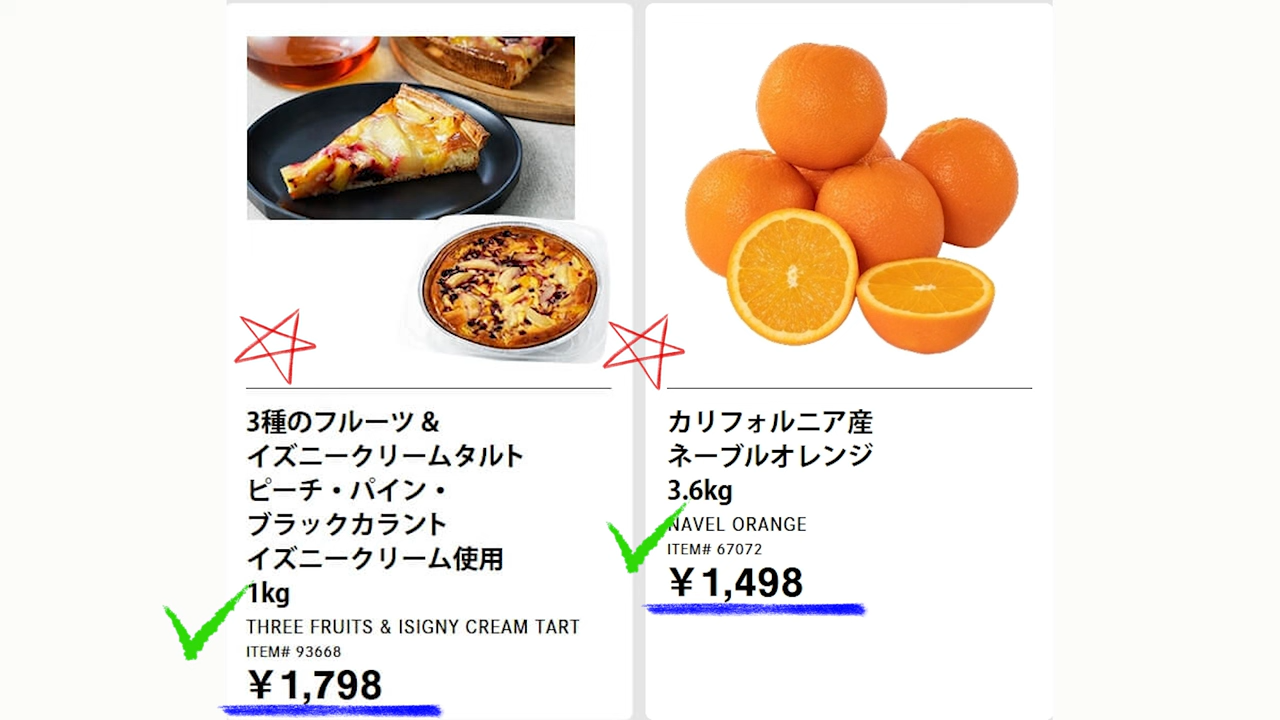 3種のフルーツ &
イズニークリームタルト
ピーチ・パイン・
ブラックカラント
イズニークリーム使用
1kg
THREE FRUITS & ISIGNY CREAM TART
ITEM# 93668
¥1,798
カリフォルニア産
ネーブルオレンジ
3.6kg
NAVEL ORANGE
ITEM# 67072
¥1,498